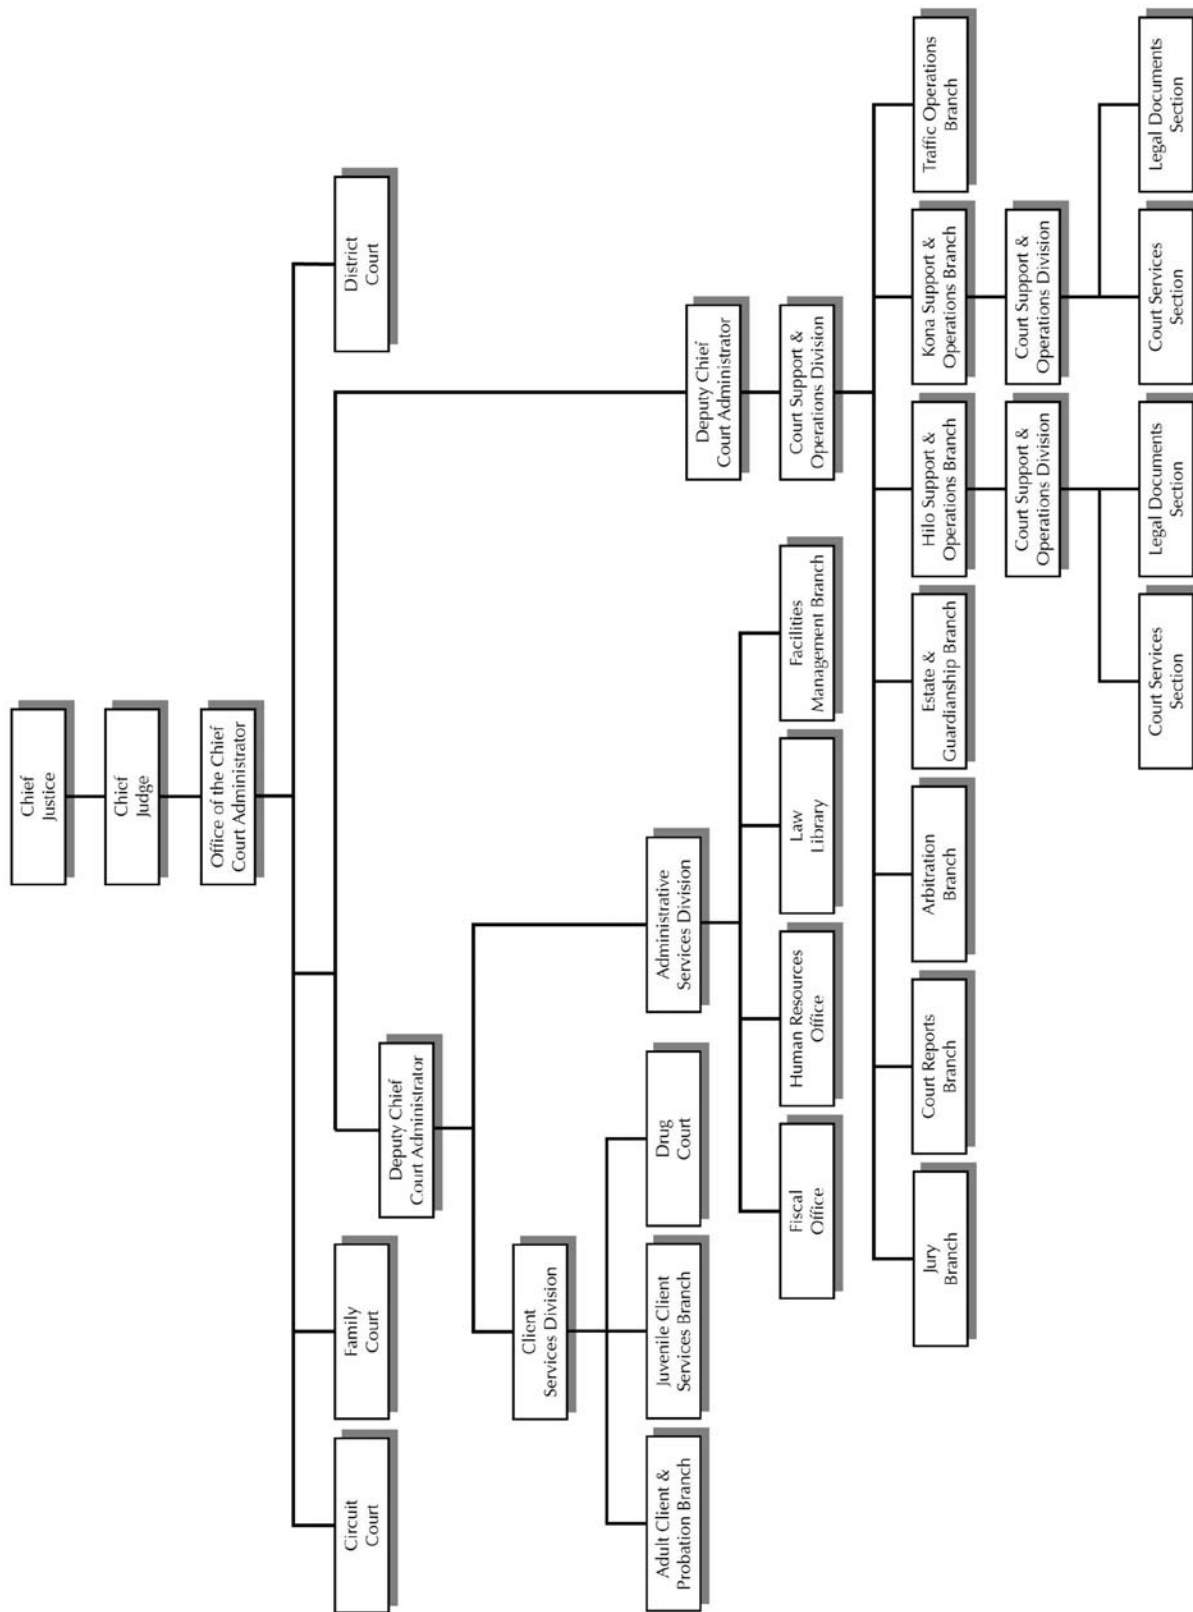 Chief
Justice
Chief
Judge
Office of the Chief
Court Administrator
Circuit
Court
Family
Court
District
Court
Deputy Chief
Court Administrator
Client
Services Division
Adult Client &
Probation Branch
Juvenile Client
Services Branch
Drug
Court
Administrative
Services Division
Deputy Chief
Court Administrator
Fiscal
Office
Human Resources
Office
Law
Library
Facilities
Management Branch
Court Support &
Operations Division
Jury
Branch
Court Reports
Branch
Arbitration
Branch
Estate &
Guardianship Branch
Hilo Support &
Operations Branch
Kona Support &
Operations Branch
Traffic Operations
Branch
Court Support &
Operations Division
Court Support &
Operations Division
Court Services
Section
Legal Documents
Section
Court Services
Section
Legal Documents
Section